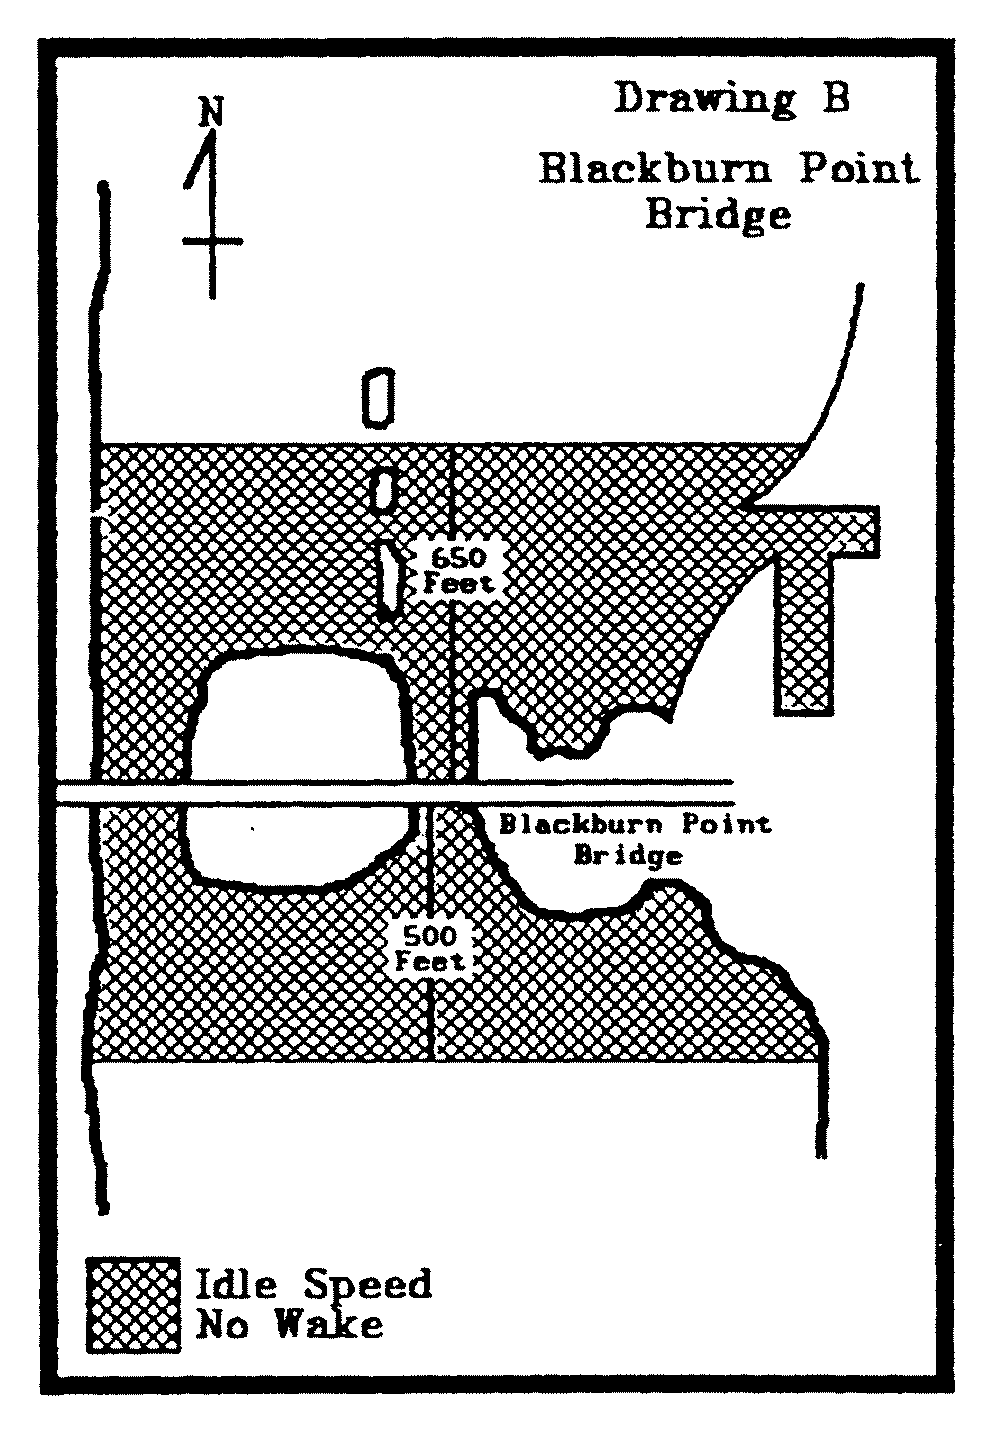 N
Drawing B
Blackburn Point
Bridge
650
Feet
Blackburn Point
Bridge
500
Feet
Idle Speed
No Wake